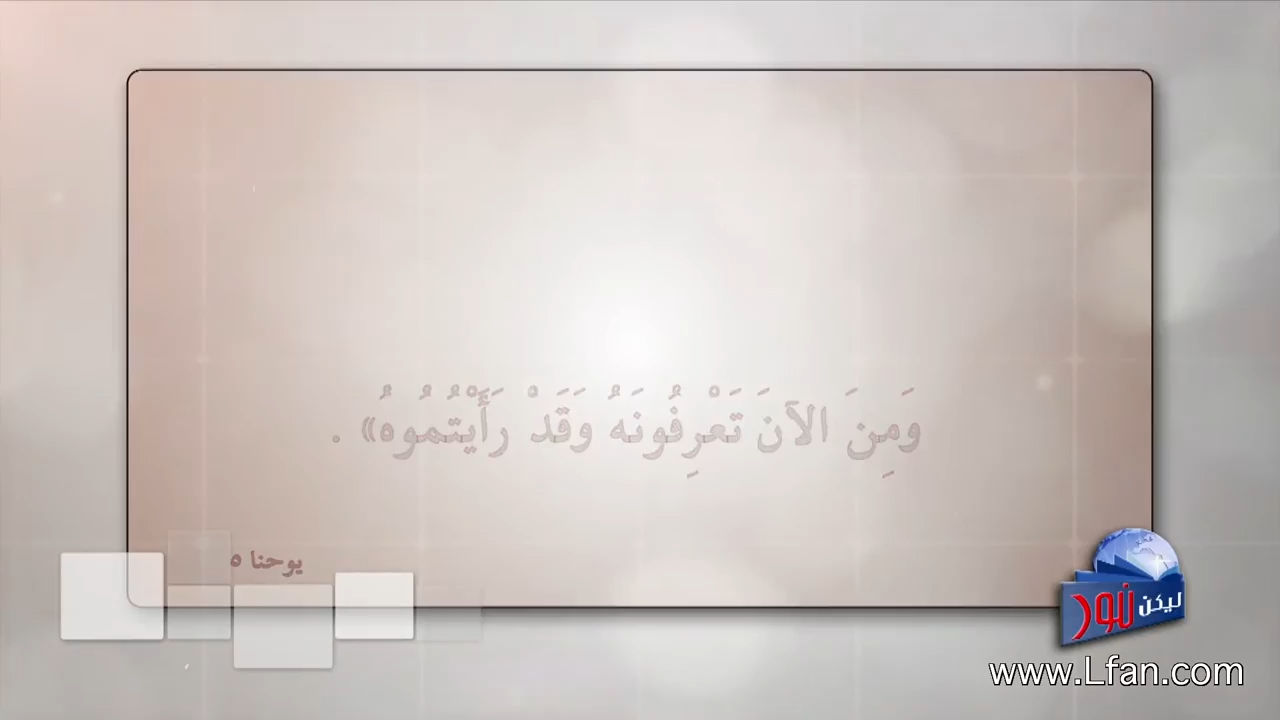 وَمِنَ الآنَ تَعْرِفُونَهُ وَقَدْ رَأَيْتُمُوهُ» .
يوحنا ٥
ليكن نور
www.Lfan.com